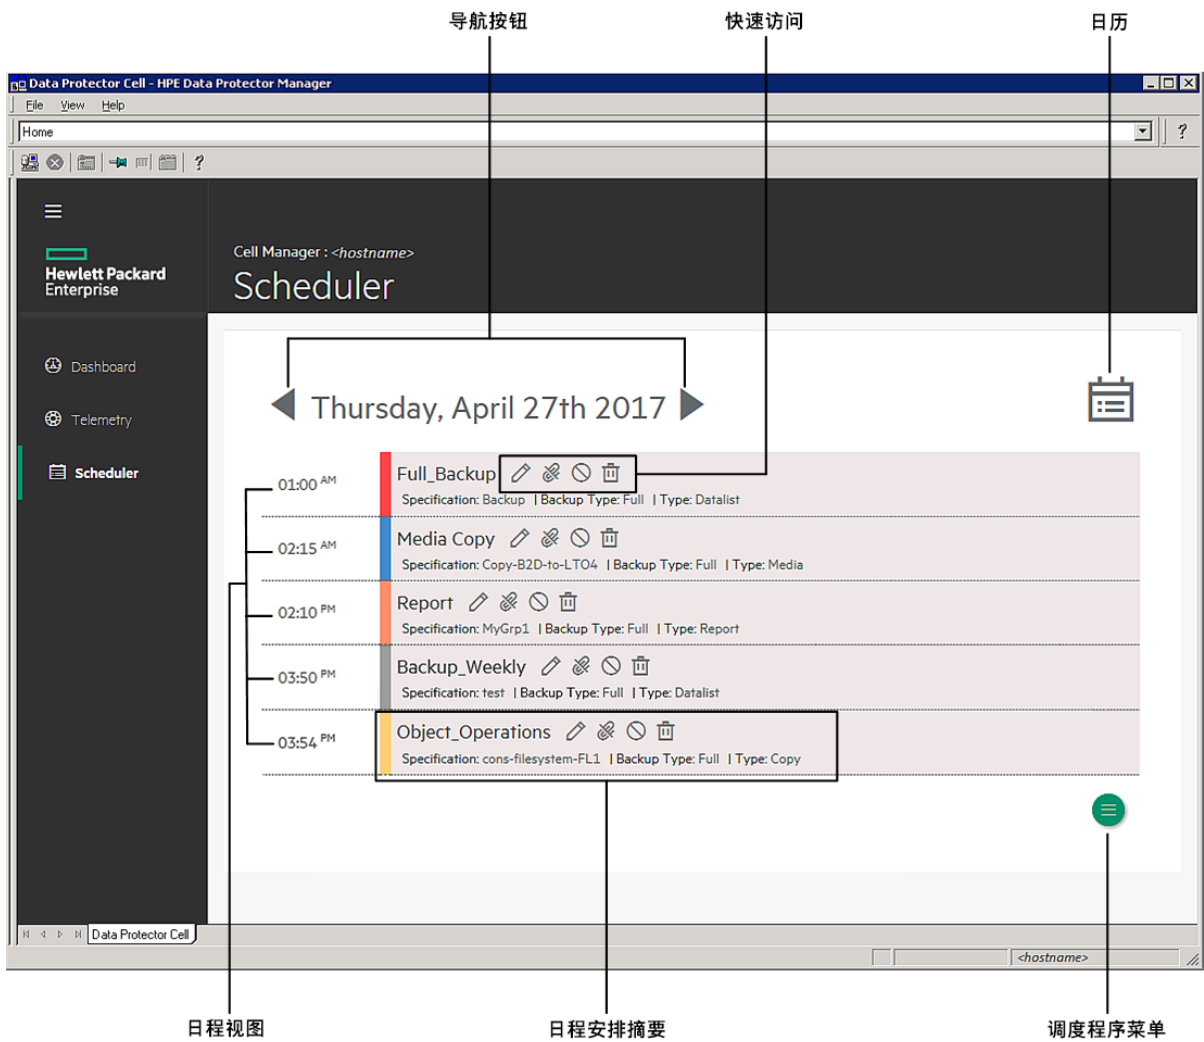 导航按钮
快速访问
日历
Data Protector Cell - HPE Data Protector Manager
File View Help
Home
?
?
Hewlett Packard
Enterprise
Cell Manager : <hostname>
Scheduler
Dashboard
Telemetry
Scheduler
Thursday, April 27th 2017
01:00 AM
Full_Backup
Specification: Backup | Backup Type: Full | Type: Datalist
02:15 AM
Media Copy
Specification: Copy-B2D-to-LTO4 | Backup Type: Full | Type: Media
02:10 PM
Report
Specification: MyGrp1 | Backup Type: Full | Type: Report
03:50 PM
Backup_Weekly
Specification: test | Backup Type: Full | Type: Datalist
03:54 PM
Object_Operations
Specification: cons-filesystem-FL1 | Backup Type: Full | Type: Copy
Data Protector Cell
<hostname>
日程视图
日程安排摘要
调度程序菜单